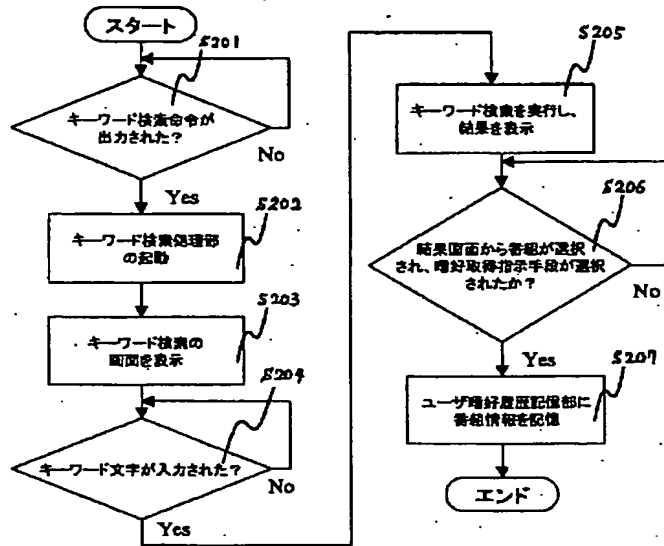 スタート
S201
キーワード検索命令が
出力された?
No
Yes
S202
キーワード検索処理部
の起動
S203
キーワード検索の
画面を表示
S204
キーワード文字が入力された?
No
Yes
S205
キーワード検索を実行し、
結果を表示
S206
結果画面から番組が選択
され、嗜好取得指示手段が選択
されたか?
No
Yes
S207
ユーザ嗜好履歴記憶部に
番組情報を記憶
エンド